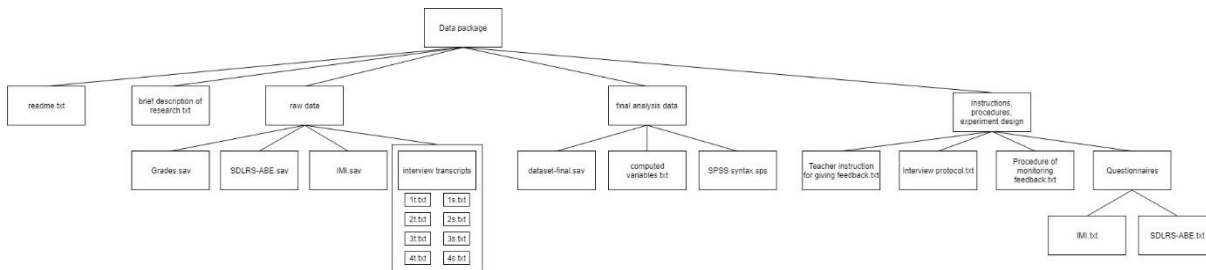 Data package
readme.txt
brief description of
research.txt
raw data
final analysis data
Instructions,
procedures,
experiment design
Grades.sav
SDLRS-ABE.sav
IMI.sav
interview transcripts
1t.txt
1s.txt
2t.txt
2s.txt
3t.txt
3s.txt
4t.txt
4s.txt
dataset-final.sav
computed
variables.txt
SPSS syntax.sps
Teacher instruction
for giving feedback.txt
Interview protocol.txt
Procedure of
monitoring
feedback.txt
Questionnaires
IMI.txt
SDLRS-ABE.txt